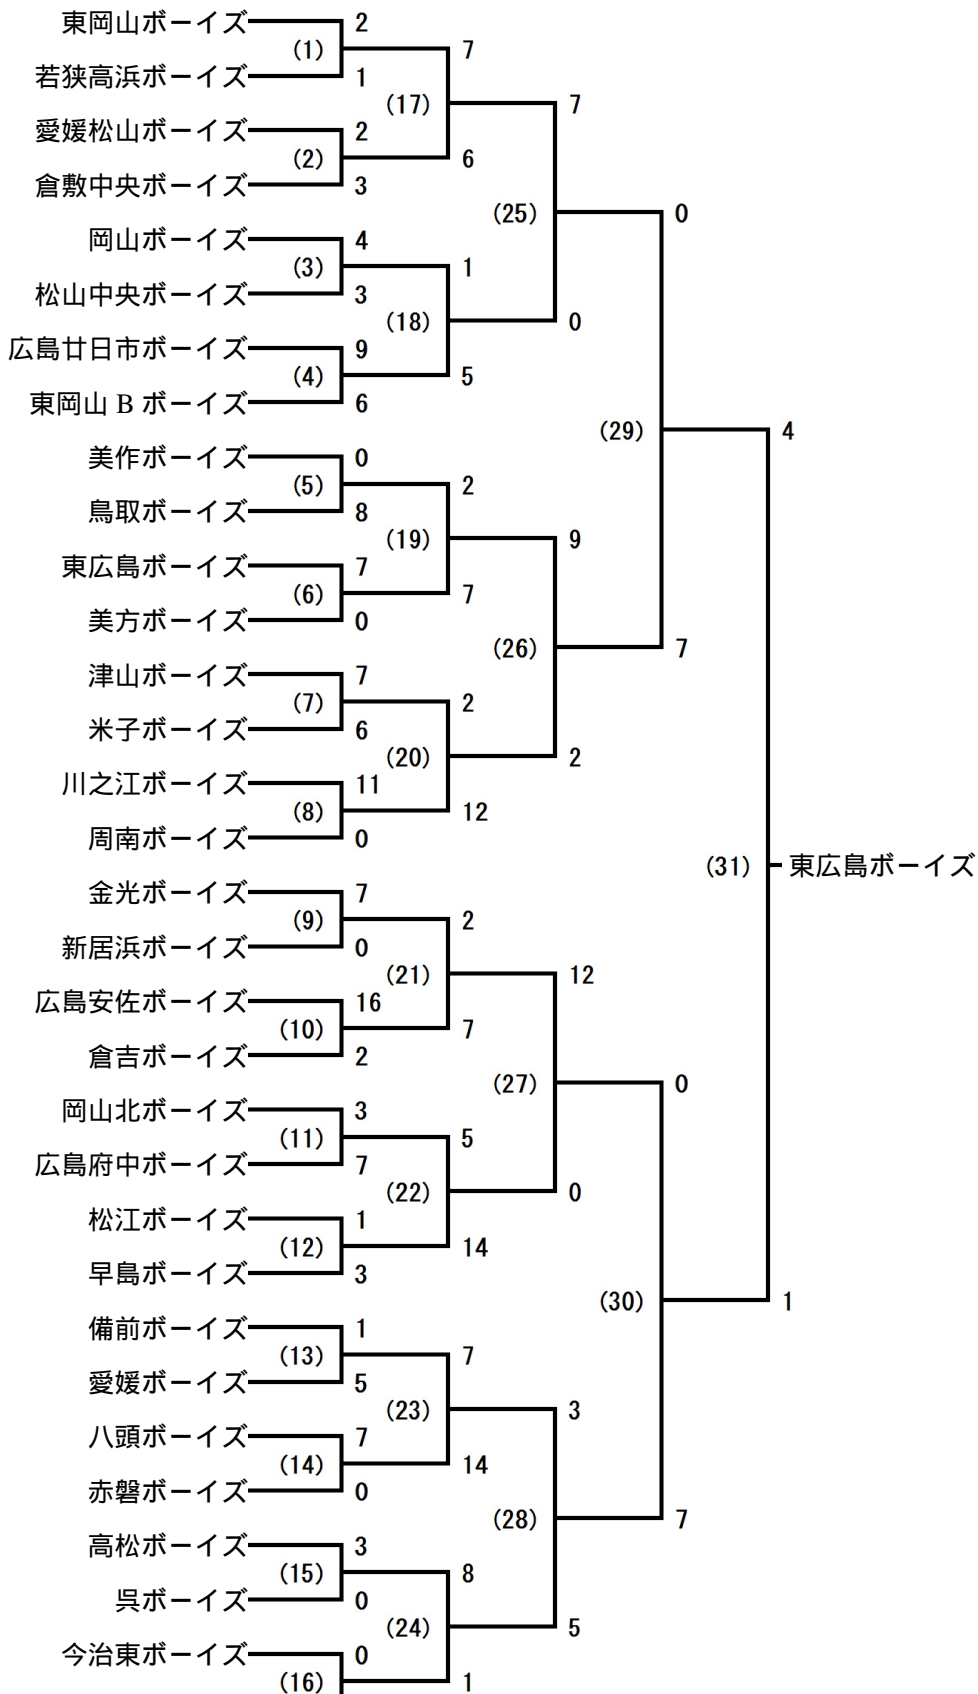 東岡山ボーイズ 2
(1) 7
若狭高浜ボーイズ 1
(17) 7
愛媛松山ボーイズ 2
(2) 6
倉敷中央ボーイズ 3
(25) 0
岡山ボーイズ 4
(3) 1
松山中央ボーイズ 3
(18) 0
広島廿日市ボーイズ 9
(4) 5
東岡山 B ボーイズ 6
(29) 4
美作ボーイズ 0
(5) 2
鳥取ボーイズ 8
(19) 9
東広島ボーイズ 7
(6) 7
美方ボーイズ 0
(26) 7
津山ボーイズ 7
(7) 2
米子ボーイズ 6
(20) 2
川之江ボーイズ 11
(8) 12
周南ボーイズ 0
(31) 東広島ボーイズ
金光ボーイズ 7
(9) 2
新居浜ボーイズ 0
(21) 12
広島安佐ボーイズ 16
(10) 7
倉吉ボーイズ 2
(27) 0
岡山北ボーイズ 3
(11) 5
広島府中ボーイズ 7
(22) 0
松江ボーイズ 1
(12) 14
早島ボーイズ 3
(30) 1
備前ボーイズ 1
(13) 7
愛媛ボーイズ 5
(23) 3
八頭ボーイズ 7
(14) 14
赤磐ボーイズ 0
(28) 7
高松ボーイズ 3
(15) 8
呉ボーイズ 0
(24) 5
今治東ボーイズ 0
(16) 1